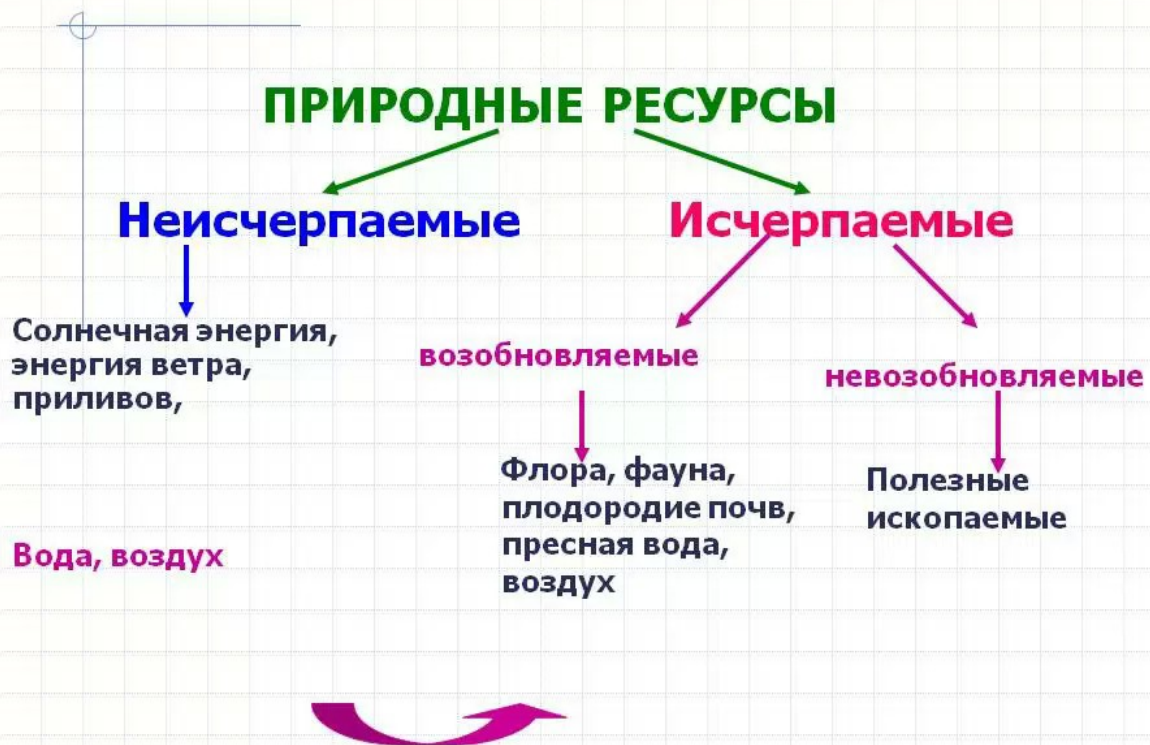 ПРИРОДНЫЕ РЕСУРСЫ
Неисчерпаемые
Исчерпаемые
Солнечная энергия,
энергия ветра,
приливов,
Вода, воздух
возобновляемые
Флора, фауна,
плодородие почв,
пресная вода,
воздух
невозобновляемые
Полезные
ископаемые